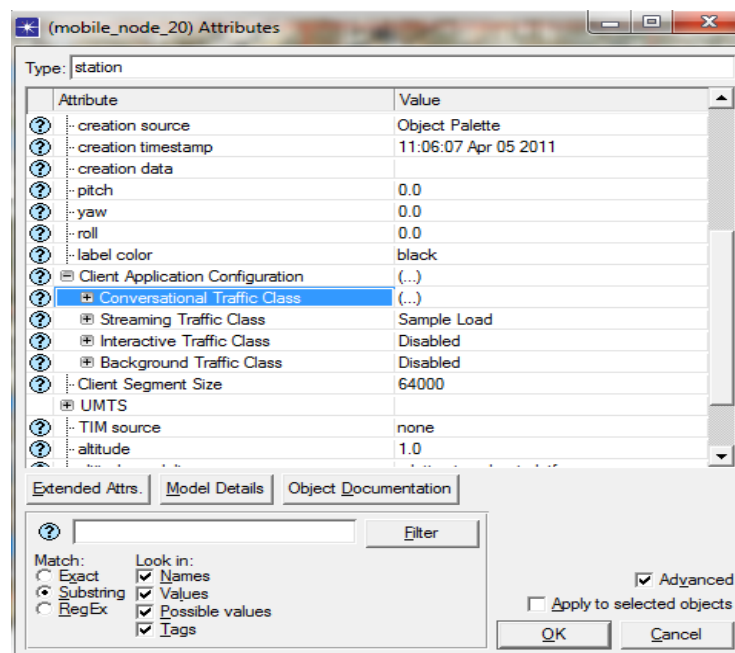 (mobile_node_20) Attributes
Type: station
Attribute Value
creation source Object Palette
creation timestamp 11:06:07 Apr 05 2011
creation data
pitch 0.0
yaw 0.0
roll 0.0
label color black
Client Application Configuration (...)
Conversational Traffic Class (...)
Streaming Traffic Class Sample Load
Interactive Traffic Class Disabled
Background Traffic Class Disabled
Client Segment Size 64000
UMTS
TIM source none
altitude 1.0
Extended Attrs. Model Details Object Documentation
Filter
Match: Look in:
Exact Names
Substring Values
RegEx Possible values
Tags
Advanced
Apply to selected objects
OK Cancel